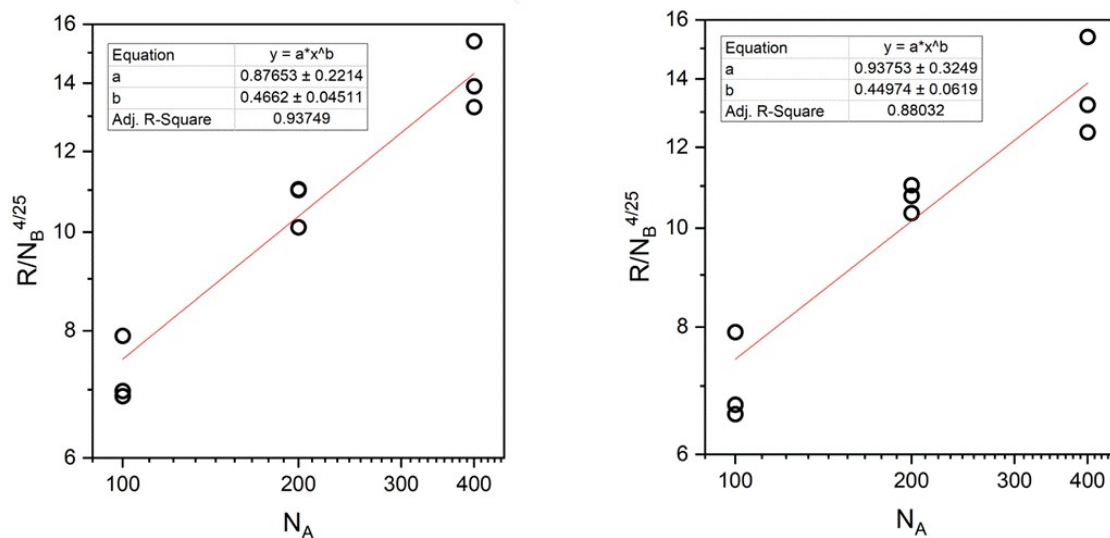 16
14
12
10
8
6
R/N_B^4/25
Equation y = a*x^b
a 0.87653 ± 0.2214
b 0.4662 ± 0.04511
Adj. R-Square 0.93749
100 200 300 400
N_A
16
14
12
10
8
6
R/N_B^4/25
Equation y = a*x^b
a 0.93753 ± 0.3249
b 0.44974 ± 0.0619
Adj. R-Square 0.88032
100 200 300 400
N_A